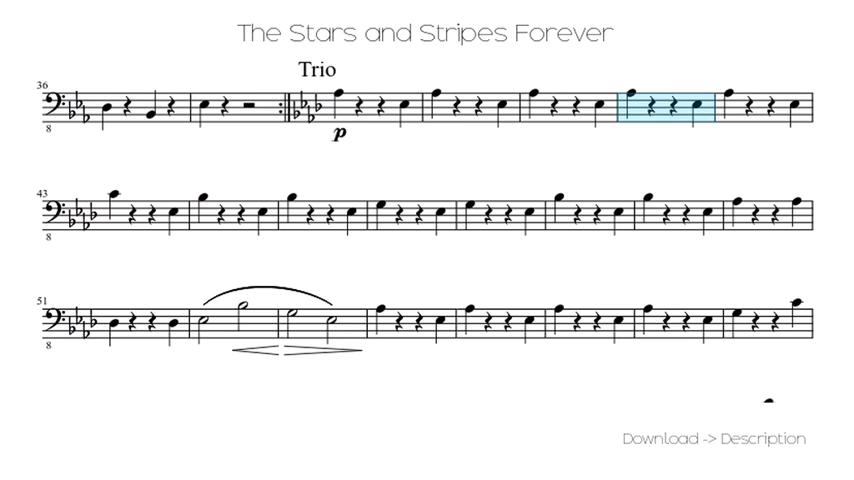 The Stars and Stripes Forever
Trio
36
8
p
43
8
51
8
Download -> Description